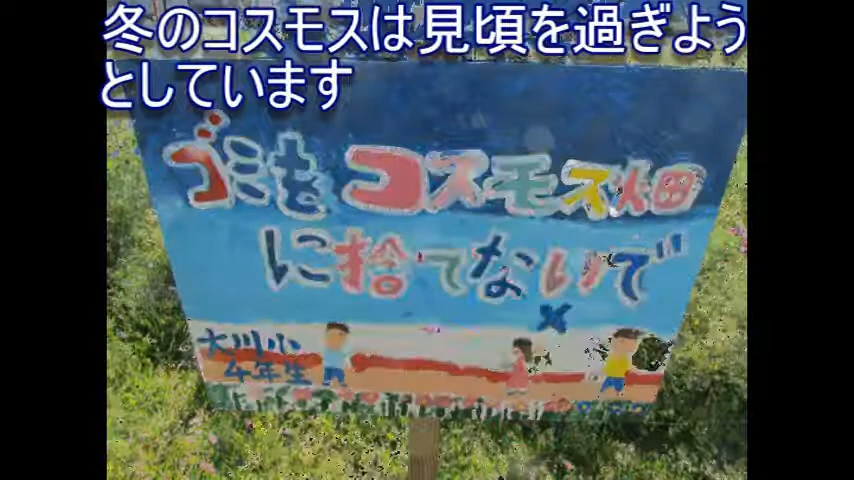 冬のコスモスは見頃を過ぎよう
としています
ゴミもコスモス畑
に捨てないで
大川小
4年生